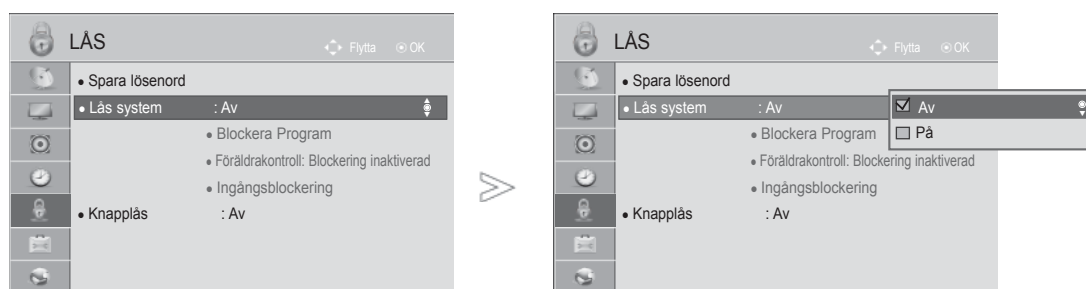 LÅS
Flytta OK
• Spara lösenord
• Lås system : Av
• Blockera Program
• Föräldrakontroll: Blockering inaktiverad
• Ingångsblockering
• Knapplås : Av
LÅS
Flytta OK
• Spara lösenord
• Lås system : Av
Av
På
• Blockera Program
• Föräldrakontroll: Blockering inaktiverad
• Ingångsblockering
• Knapplås : Av